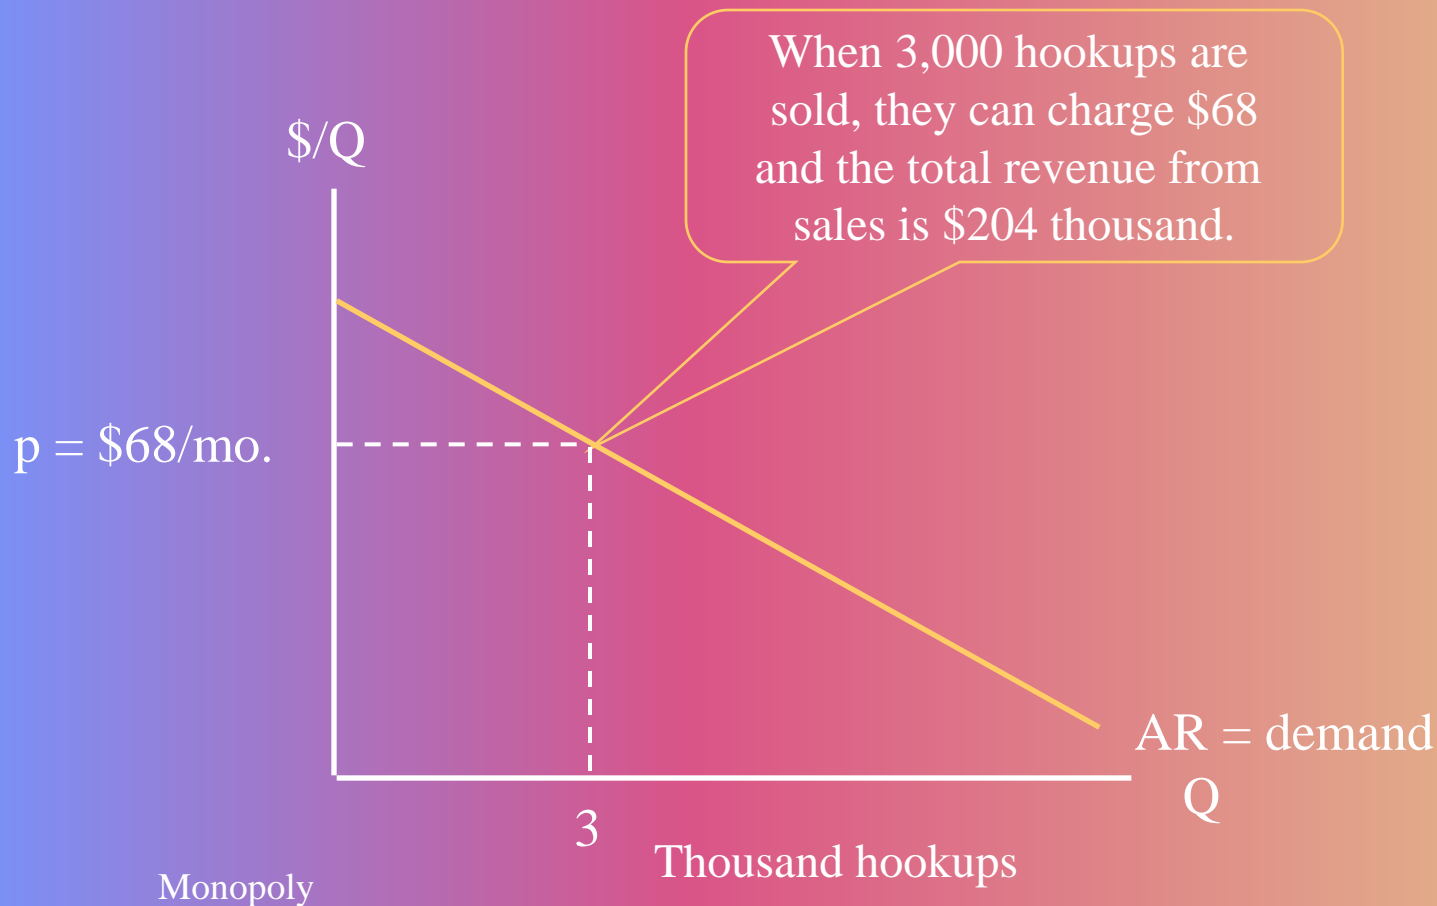 When 3,000 hookups are
sold, they can charge $68
and the total revenue from
sales is $204 thousand.
$/Q
p = $68/mo.
AR = demand
Q
3
Thousand hookups
Monopoly